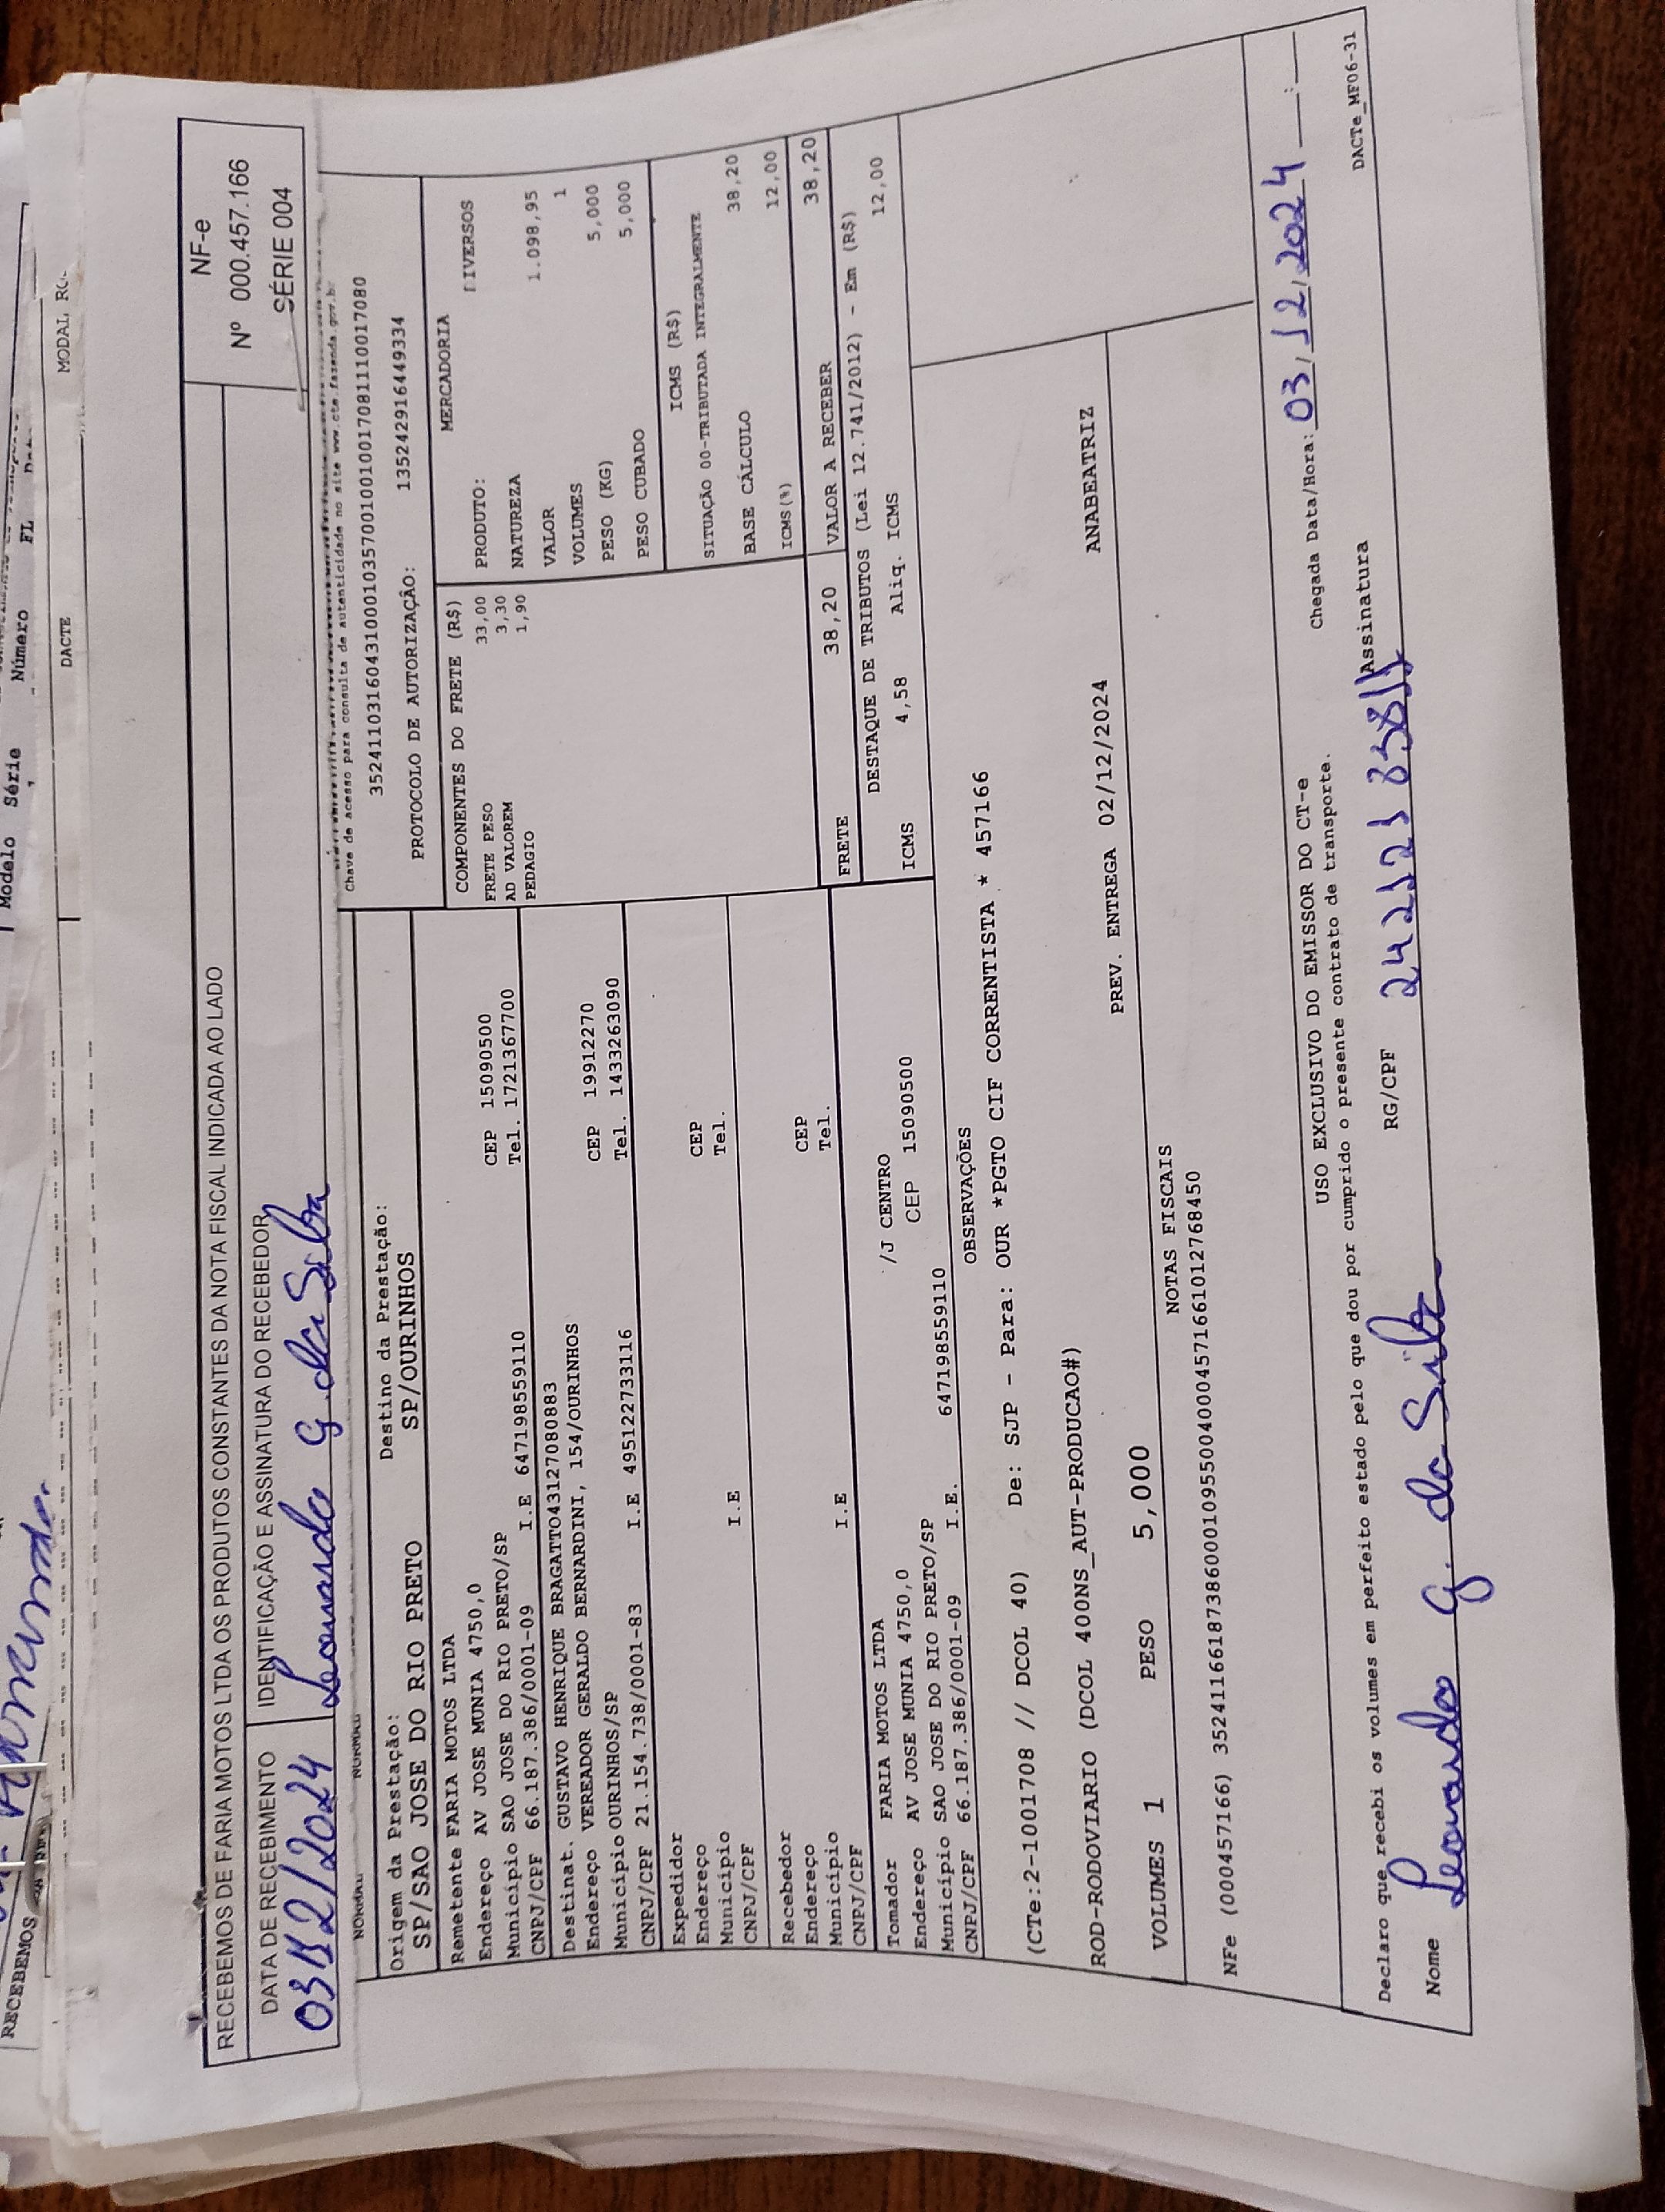 Modelo Série Número FL
RECEBEMOS
DACTE
MODAL
RECEBEMOS DE FARIA MOTOS LTDA OS PRODUTOS CONSTANTES DA NOTA FISCAL INDICADA AO LADO
NF-e
Nº 000.457.166
SÉRIE 004
DATA DE RECEBIMENTO
03/12/2024
IDENTIFICAÇÃO E ASSINATURA DO RECEBEDOR
Leonardo G. da Silva
NORMAL NORMAL
Chave de acesso para consulta de autenticidade no site www.cte.fazenda.gov.br
35241103160431000103570010010017081110017080
PROTOCOLO DE AUTORIZAÇÃO: 135242916449334
Origem da Prestação:
SP/SAO JOSE DO RIO PRETO
Destino da Prestação:
SP/OURINHOS
Remetente FARIA MOTOS LTDA
Endereço AV JOSE MUNIA 4750,0 CEP 15090500
Município SAO JOSE DO RIO PRETO/SP Tel. 1721367700
CNPJ/CPF 66.187.386/0001-09 I.E 647198559110
Destinat. GUSTAVO HENRIQUE BRAGATTO43127080883
Endereço VEREADOR GERALDO BERNARDINI, 154/OURINHOS CEP 19912270
Município OURINHOS/SP Tel. 1433263090
CNPJ/CPF 21.154.738/0001-83 I.E 495122733116
Expedidor
Endereço CEP
Município Tel.
CNPJ/CPF I.E
Recebedor
Endereço CEP
Município Tel.
CNPJ/CPF I.E
Tomador FARIA MOTOS LTDA
Endereço AV JOSE MUNIA 4750,0 /J CENTRO
Município SAO JOSE DO RIO PRETO/SP CEP 15090500
CNPJ/CPF 66.187.386/0001-09 I.E. 647198559110
COMPONENTES DO FRETE (R$)
FRETE PESO 33,00
AD VALOREM 3,30
PEDAGIO 1,90
MERCADORIA
PRODUTO: DIVERSOS
NATUREZA
VALOR 1.098,95
VOLUMES 1
PESO (KG) 5,000
PESO CUBADO 5,000
ICMS (R$)
SITUAÇÃO 00-TRIBUTADA INTEGRALMENTE
BASE CÁLCULO 38,20
ICMS(%) 12,00
FRETE 38,20 VALOR A RECEBER 38,20
DESTAQUE DE TRIBUTOS (Lei 12.741/2012) - Em (R$)
ICMS 4,58 Aliq. ICMS 12,00
OBSERVAÇÕES
(CTe:2-1001708 // DCOL 40) De: SJP - Para: OUR *PGTO CIF CORRENTISTA * 457166
ROD-RODOVIARIO (DCOL 400NS_AUT-PRODUCAO#)
VOLUMES 1 PESO 5,000 PREV. ENTREGA 02/12/2024 ANABEATRIZ
NOTAS FISCAIS
NFe (000457166) 35241166187386000109550040004571661012768450
USO EXCLUSIVO DO EMISSOR DO CT-e
Declaro que recebi os volumes em perfeito estado pelo que dou por cumprido o presente contrato de transporte.
Chegada Data/Hora: 03/12/2024 __:__
Nome Leonardo G. da Silva RG/CPF Assinatura
DACTe_MF06-31